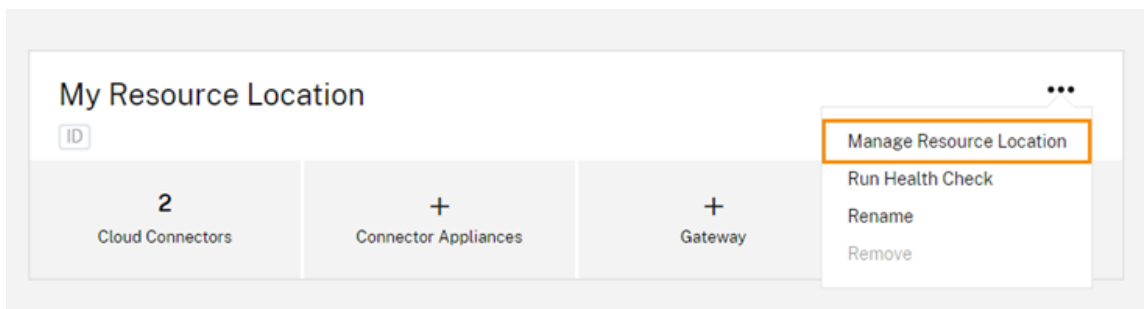 My Resource Location
•••
ID
Manage Resource Location
Run Health Check
Rename
Remove
2
Cloud Connectors
+
Connector Appliances
+
Gateway